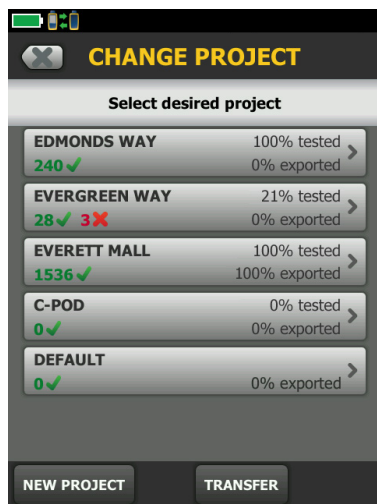 CHANGE PROJECT
Select desired project
EDMONDS WAY 100% tested
240 0% exported
EVERGREEN WAY 21% tested
28 3 0% exported
EVERETT MALL 100% tested
1536 100% exported
C-POD 0% tested
0 0% exported
DEFAULT
0 0% exported
NEW PROJECT TRANSFER